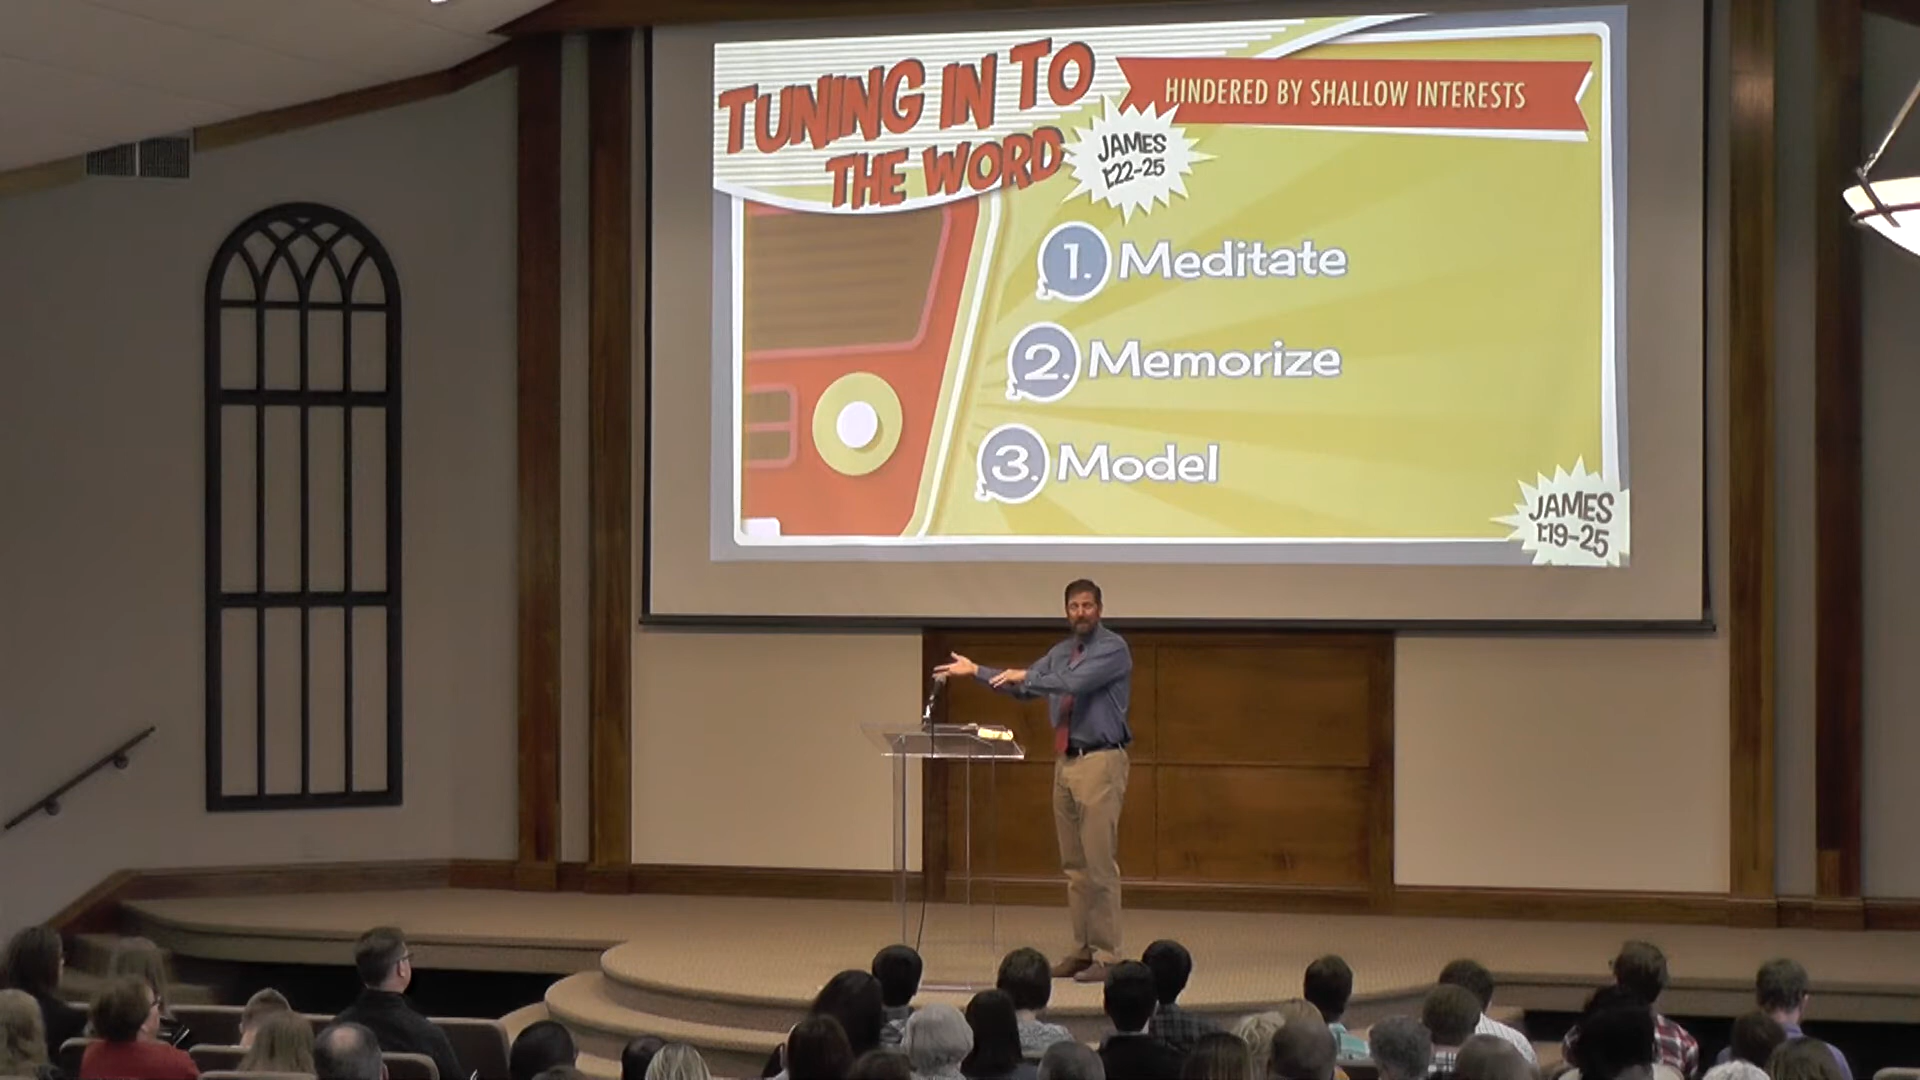 TUNING IN TO
THE WORD
HINDERED BY SHALLOW INTERESTS
JAMES
1:22-25
1. Meditate
2. Memorize
3. Model
JAMES
1:19-25